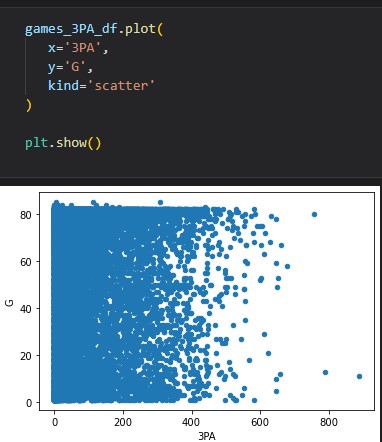 games_3PA_df.plot(
x='3PA',
y='G',
kind='scatter'
)
plt.show()
80
60
40
20
0
G
0 200 400 600 800
3PA